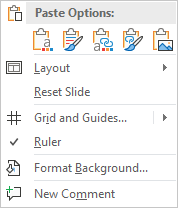 Paste Options:
Layout
Reset Slide
Grid and Guides...
Ruler
Format Background...
New Comment